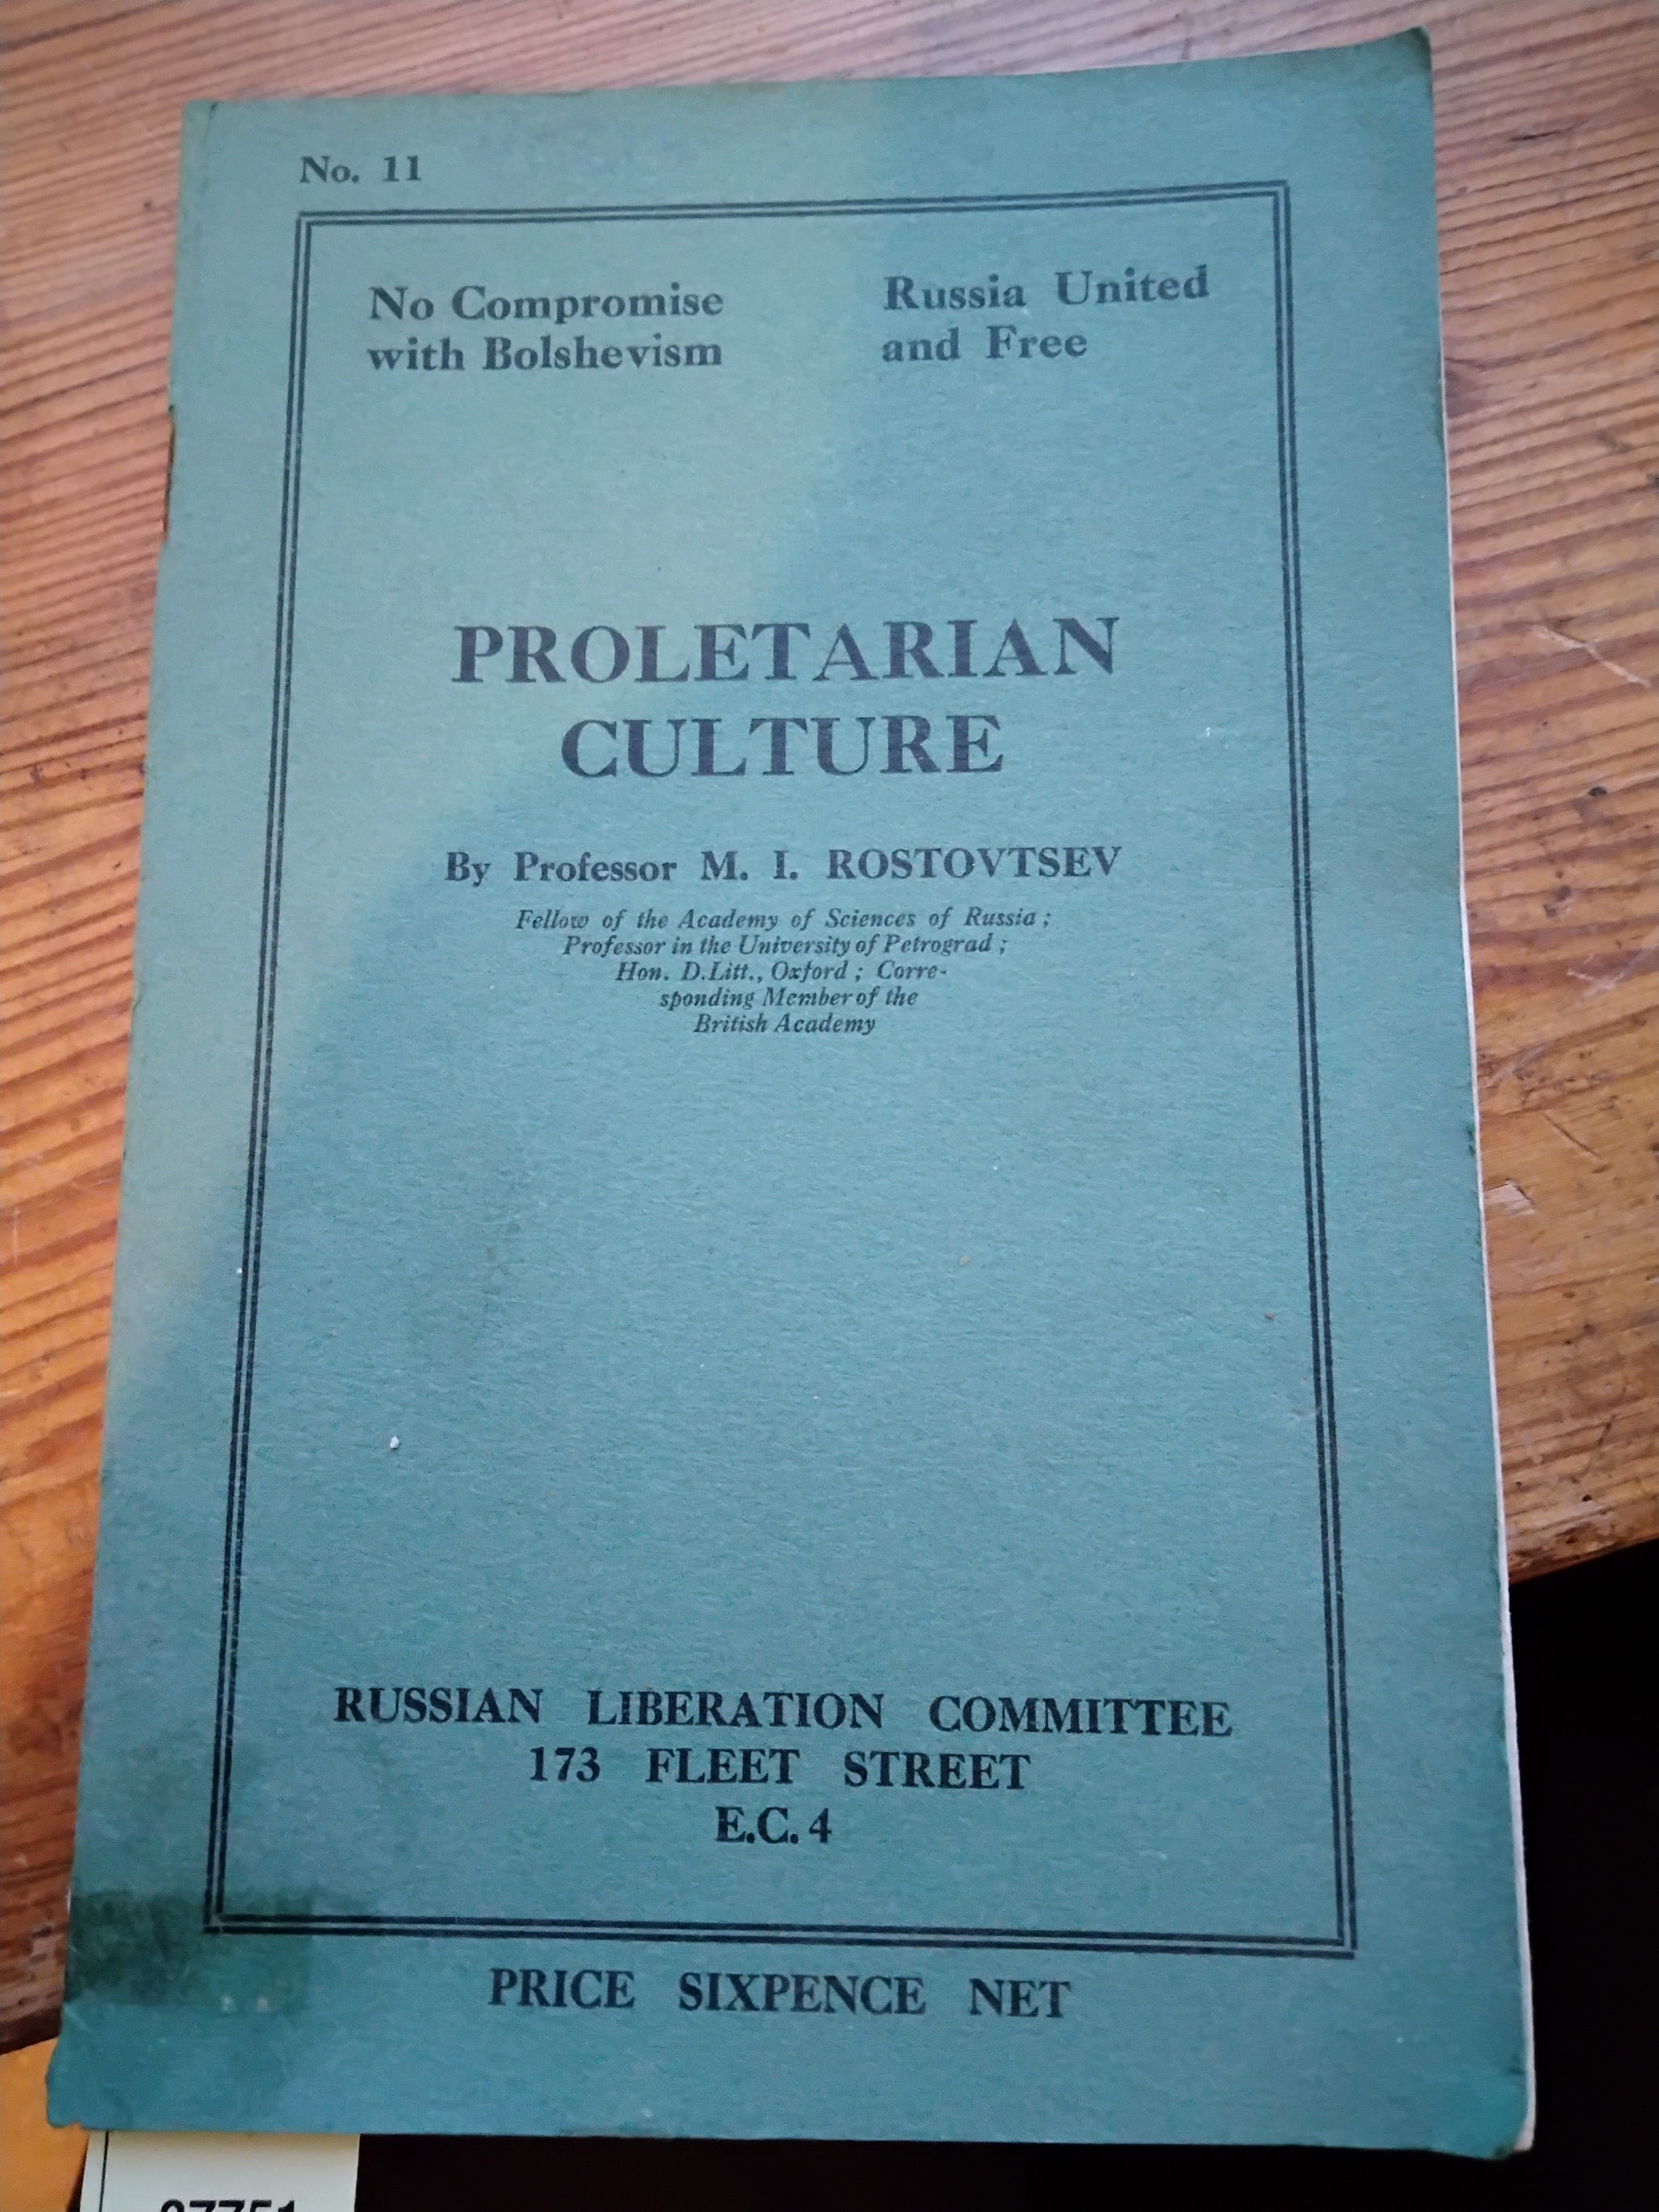 No. 11
No Compromise
with Bolshevism
Russia United
and Free
PROLETARIAN
CULTURE
By Professor M. I. ROSTOVTSEV
Fellow of the Academy of Sciences of Russia ;
Professor in the University of Petrograd ;
Hon. D.Litt., Oxford ; Corre-
sponding Member of the
British Academy
RUSSIAN LIBERATION COMMITTEE
173 FLEET STREET
E.C. 4
PRICE SIXPENCE NET